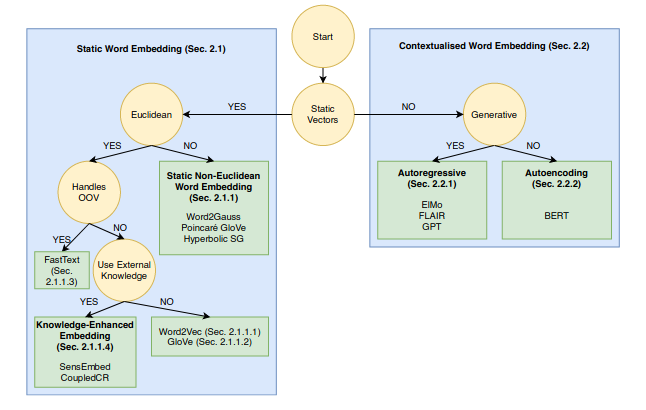 Start
Static Word Embedding (Sec. 2.1)
Contextualised Word Embedding (Sec. 2.2)
Static
Vectors
YES
NO
Euclidean
Generative
YES
NO
YES
NO
Handles
OOV
Static Non-Euclidean
Word Embedding
(Sec. 2.1.1)
Word2Gauss
Poincaré GloVe
Hyperbolic SG
Autoregressive
(Sec. 2.2.1)
ElMo
FLAIR
GPT
Autoencoding
(Sec. 2.2.2)
BERT
YES
NO
FastText
(Sec.
2.1.1.3)
Use External
Knowledge
YES
NO
Knowledge-Enhanced
Embedding
(Sec. 2.1.1.4)
SensEmbed
CoupledCR
Word2Vec (Sec. 2.1.1.1)
GloVe (Sec. 2.1.1.2)